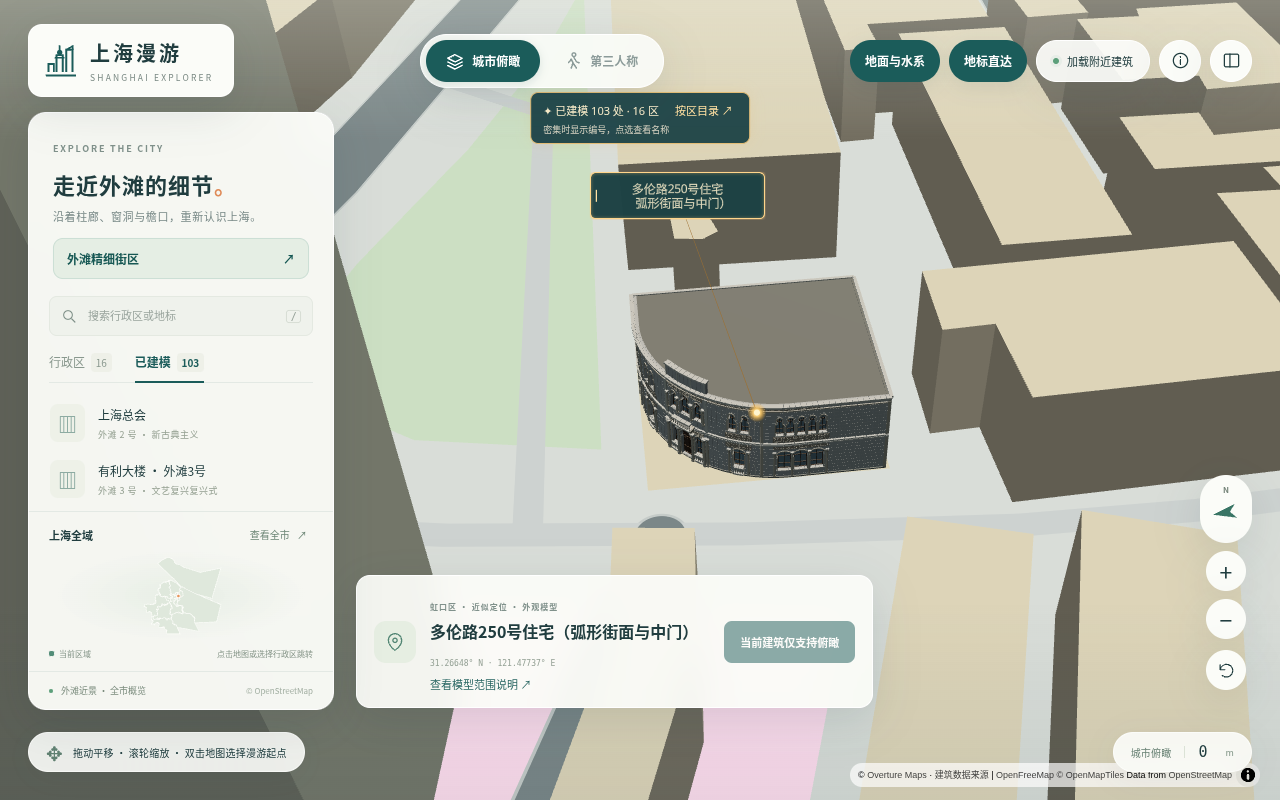 上海漫游
SHANGHAI EXPLORER
城市俯瞰
第三人称
地面与水系
地标直达
加载附近建筑
✦ 已建模 103 处 · 16 区 按区目录 ↗
密集时显示编号，点选查看名称
EXPLORE THE CITY
走近外滩的细节。
沿着柱廊、窗洞与檐口，重新认识上海。
外滩精细街区 ↗
搜索行政区或地标 /
行政区 16 已建模 103
上海总会
外滩 2 号 · 新古典主义
有利大楼 · 外滩3号
外滩 3 号 · 文艺复兴复兴式
上海全域 查看全市 ↗
当前区域 点击地图或选择行政区跳转
外滩近景 · 全市概览 © OpenStreetMap
拖动平移 · 滚轮缩放 · 双击地图选择漫游起点
多伦路250号住宅
弧形街面与中门）
虹口区 · 近似定位 · 外观模型
多伦路250号住宅（弧形街面与中门）
31.26648° N · 121.47737° E
查看模型范围说明 ↗
当前建筑仅支持俯瞰
N
+
−
城市俯瞰 0 m
© Overture Maps · 建筑数据来源 | OpenFreeMap © OpenMapTiles Data from OpenStreetMap